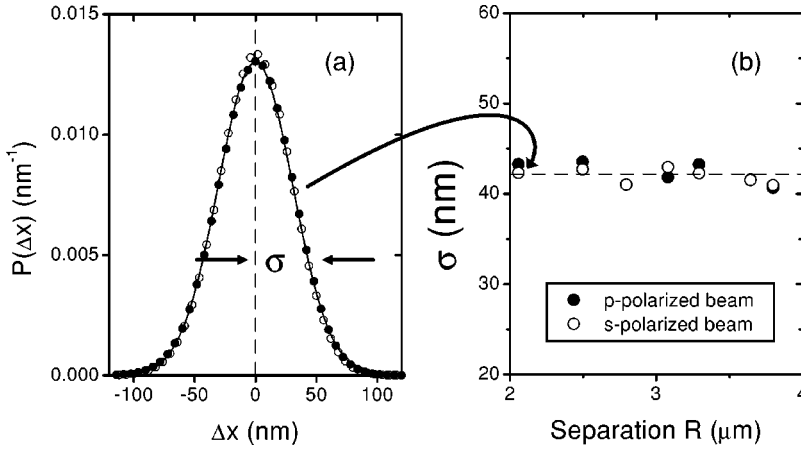 0.015
0.010
0.005
0.000
P(Δx) (nm⁻¹)
(a)
σ
-100 -50 0 50 100
Δx (nm)
60
50
40
30
20
σ (nm)
(b)
p-polarized beam
s-polarized beam
2 3 4
Separation R (μm)